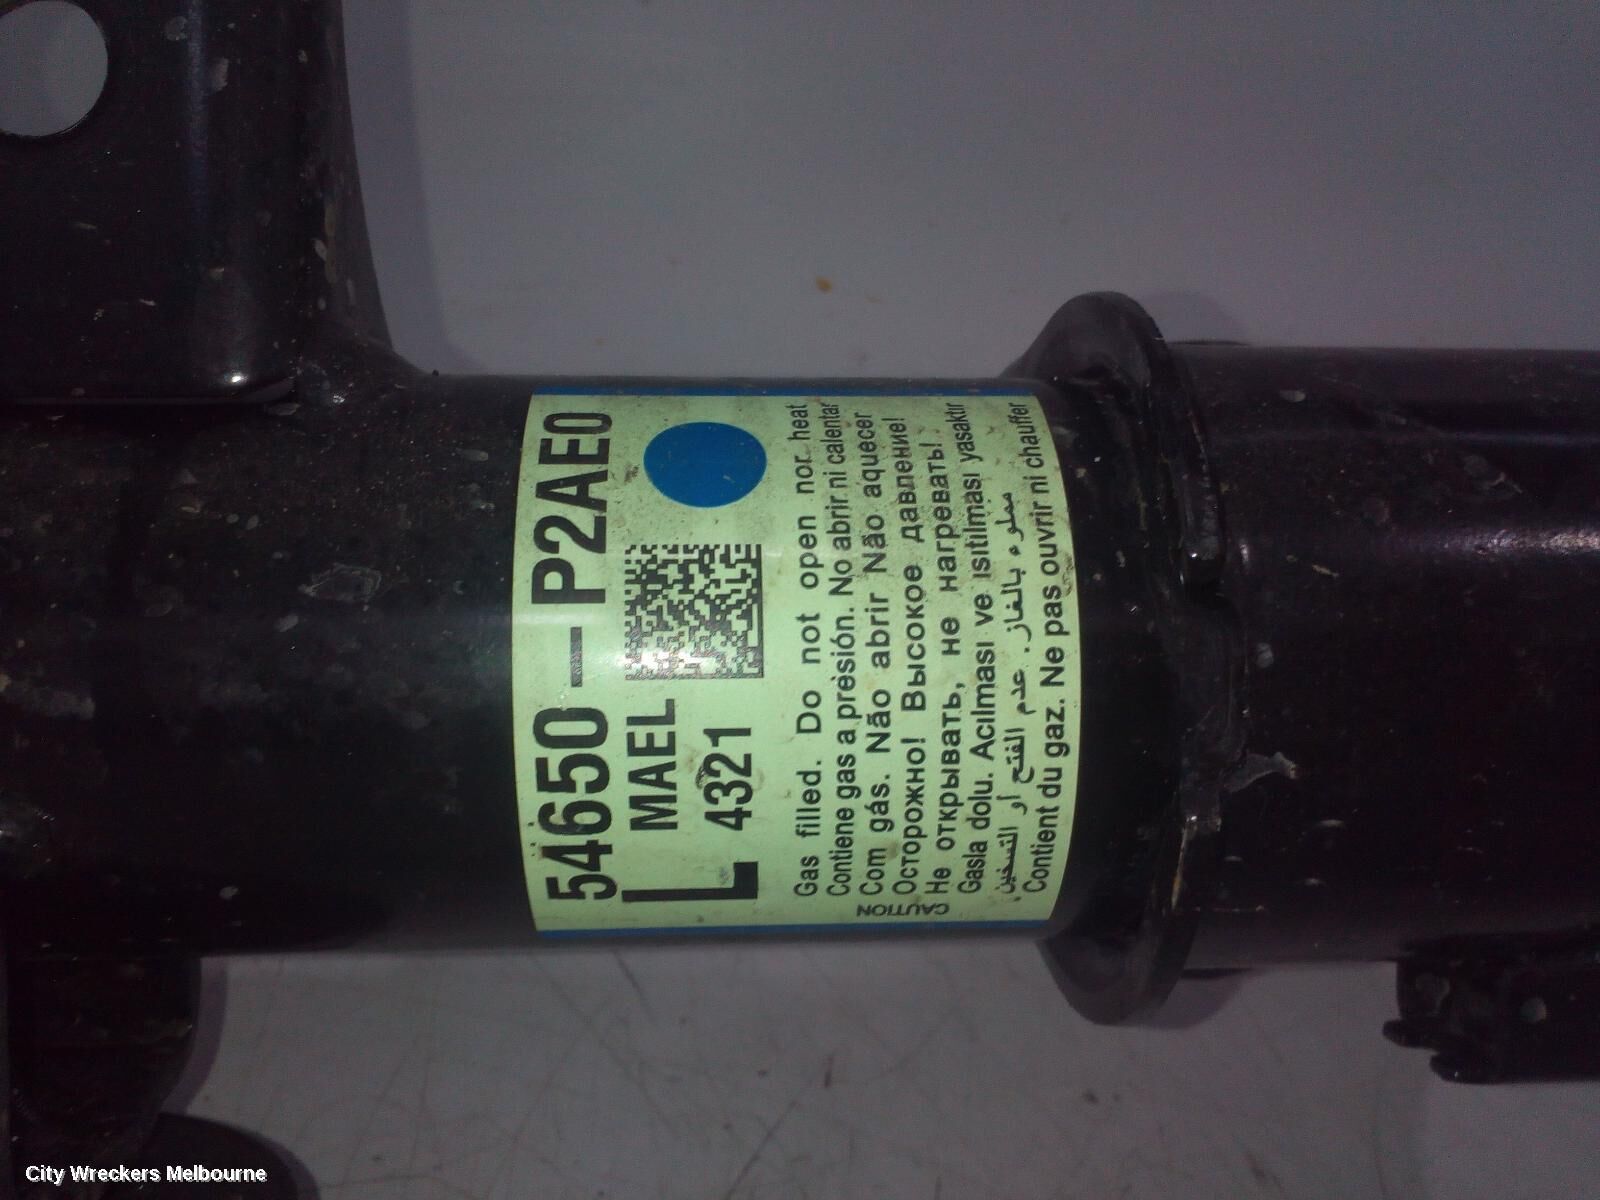 54650-P2AE0
MAEL
L 4321
Gas filled. Do not open nor heat
Contiene gas a presión. No abrir ni calentar
Com gás. Não abrir Não aquecer
Осторожно! Высокое давление!
Не открывать, не нагревать!
Gasla dolu. Acılması ve ısıtılması yasaktır
مملوء بالغاز. عدم الفتح أو التسخين
Contient du gaz. Ne pas ouvrir ni chauffer
CAUTION
City Wreckers Melbourne